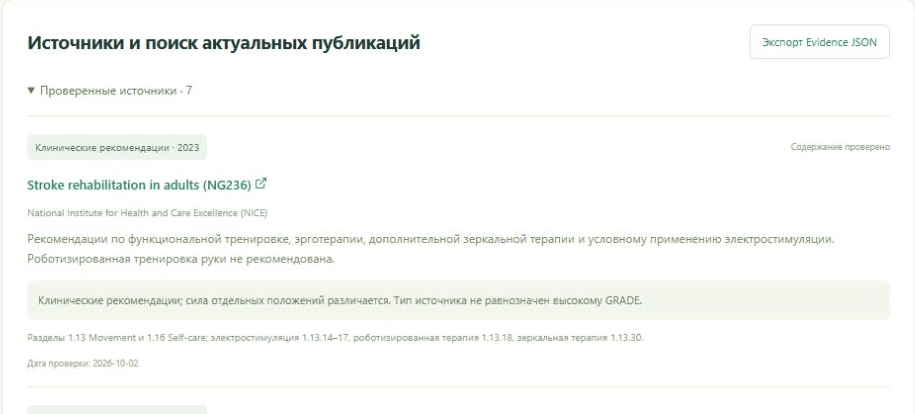 Источники и поиск актуальных публикаций
Экспорт Evidence JSON
▼ Проверенные источники · 7
Клинические рекомендации · 2023
Содержание проверено
Stroke rehabilitation in adults (NG236)
National Institute for Health and Care Excellence (NICE)
Рекомендации по функциональной тренировке, эрготерапии, дополнительной зеркальной терапии и условному применению электростимуляции.
Роботизированная тренировка руки не рекомендована.
Клинические рекомендации; сила отдельных положений различается. Тип источника не равнозначен высокому GRADE.
Разделы 1.13 Movement и 1.16 Self-care; электростимуляция 1.13.14–17, роботизированная терапия 1.13.18, зеркальная терапия 1.13.30.
Дата проверки: 2026-10-02